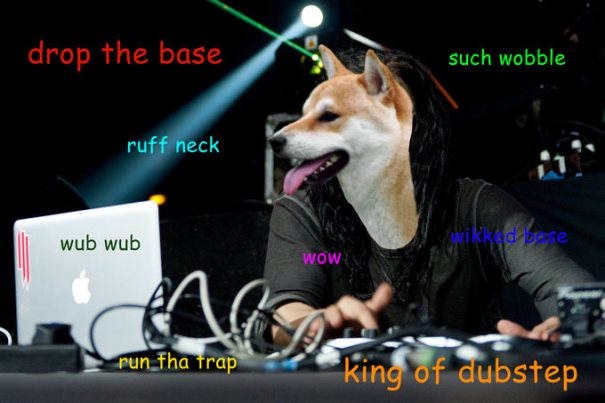 drop the base
such wobble
ruff neck
wub wub
wow
wikked base
run tha trap
king of dubstep